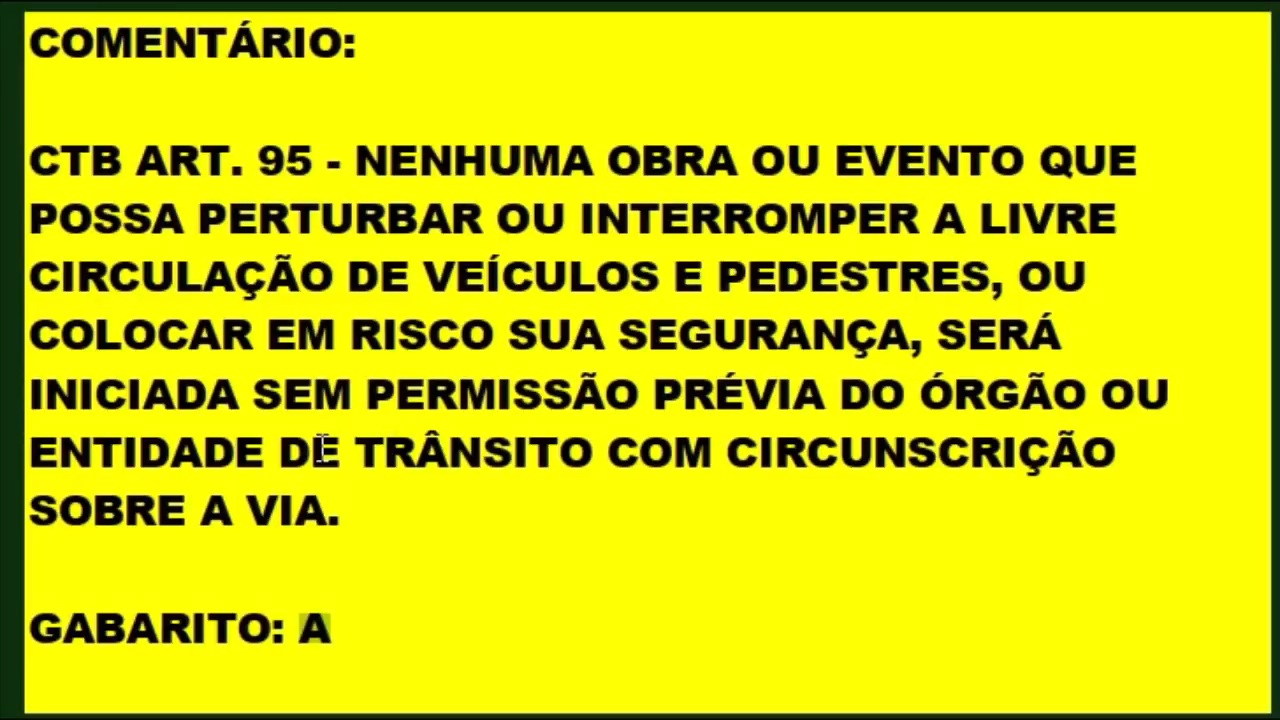 COMENTÁRIO:
CTB ART. 95 - NENHUMA OBRA OU EVENTO QUE
POSSA PERTURBAR OU INTERROMPER A LIVRE
CIRCULAÇÃO DE VEÍCULOS E PEDESTRES, OU
COLOCAR EM RISCO SUA SEGURANÇA, SERÁ
INICIADA SEM PERMISSÃO PRÉVIA DO ÓRGÃO OU
ENTIDADE DE TRÂNSITO COM CIRCUNSCRIÇÃO
SOBRE A VIA.
GABARITO: A